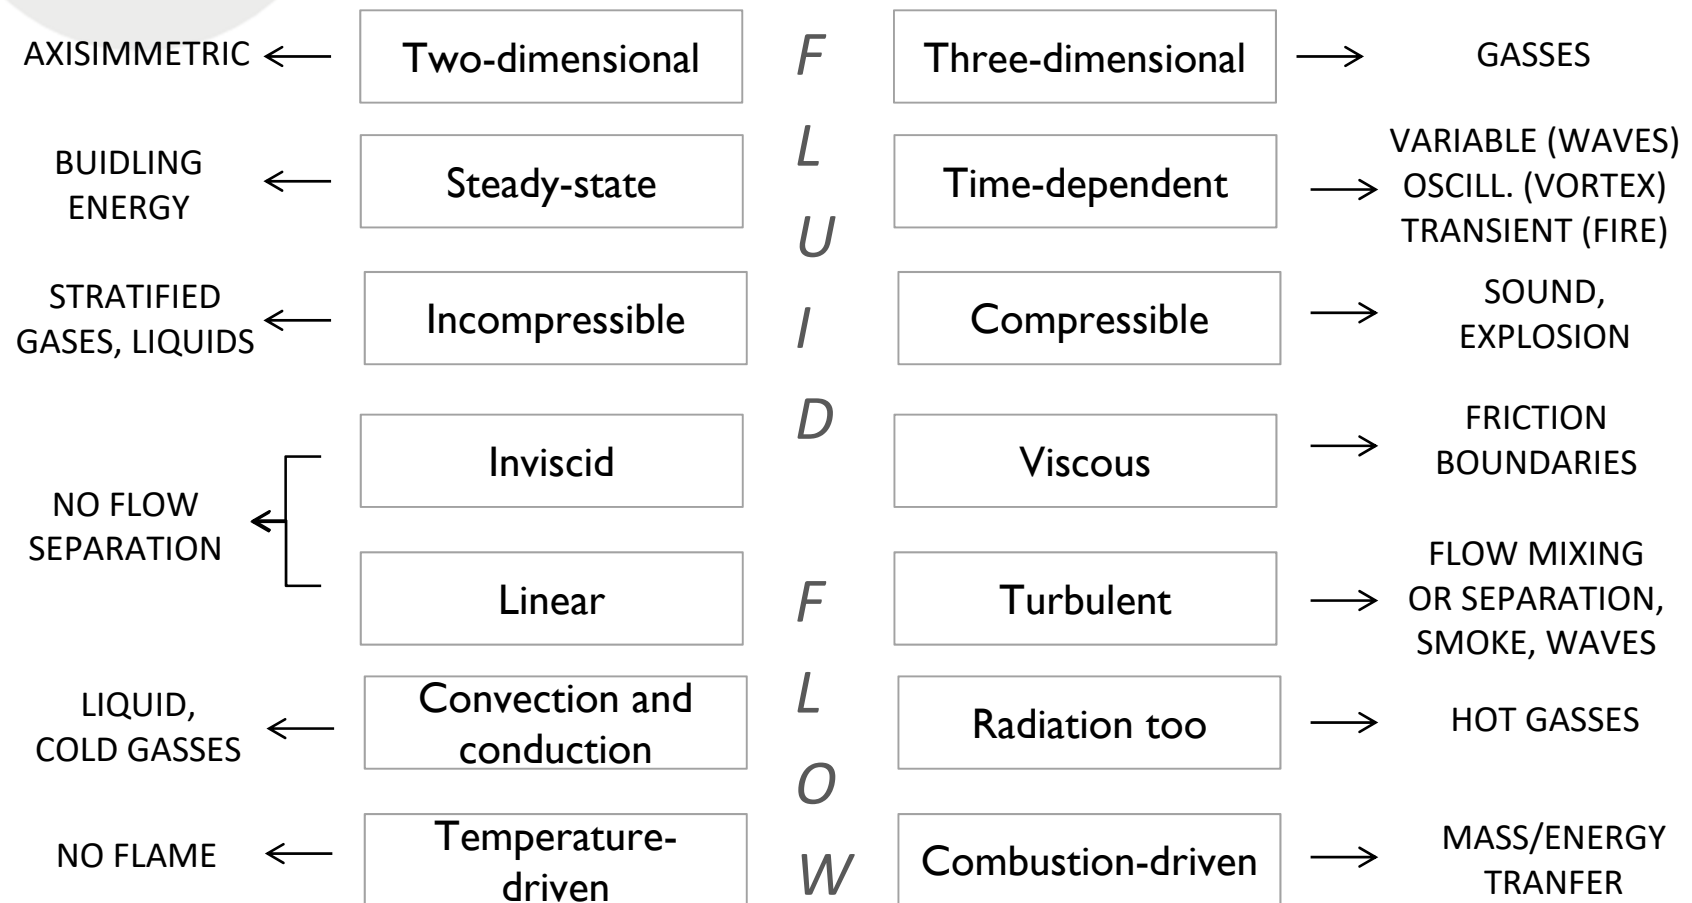 AXISIMMETRIC
Two-dimensional
F
Three-dimensional
GASSES
BUIDLING
ENERGY
Steady-state
L
Time-dependent
VARIABLE (WAVES)
OSCILL. (VORTEX)
TRANSIENT (FIRE)
U
STRATIFIED
GASES, LIQUIDS
Incompressible
I
Compressible
SOUND,
EXPLOSION
D
NO FLOW
SEPARATION
Inviscid
Viscous
FRICTION
BOUNDARIES
Linear
F
Turbulent
FLOW MIXING
OR SEPARATION,
SMOKE, WAVES
LIQUID,
COLD GASSES
Convection and
conduction
L
Radiation too
HOT GASSES
O
NO FLAME
Temperature-
driven
W
Combustion-driven
MASS/ENERGY
TRANFER